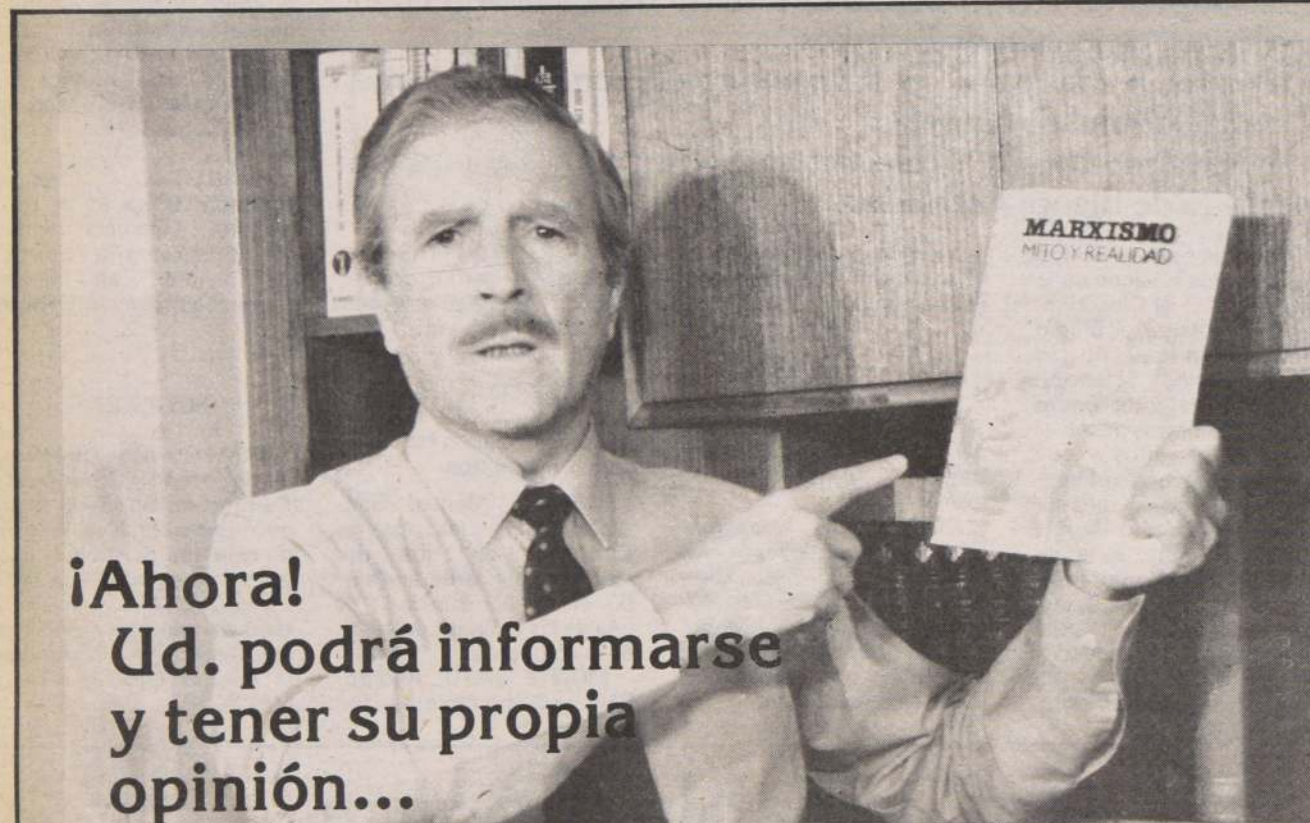 MARXISMO
MITO Y REALIDAD
¡Ahora!
Ud. podrá informarse
y tener su propia
opinión...